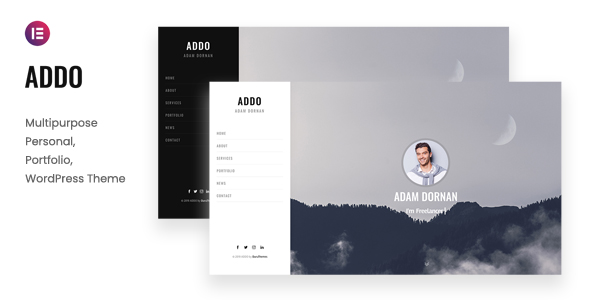 ADDO
Multipurpose
Personal,
Portfolio,
WordPress Theme
ADDO
ADAM DORNAN
HOME
ABOUT
SERVICES
PORTFOLIO
NEWS
CONTACT
ADDO
ADAM DORNAN
HOME
ABOUT
SERVICES
PORTFOLIO
NEWS
CONTACT
ADAM DORNAN
I'm Freelancer